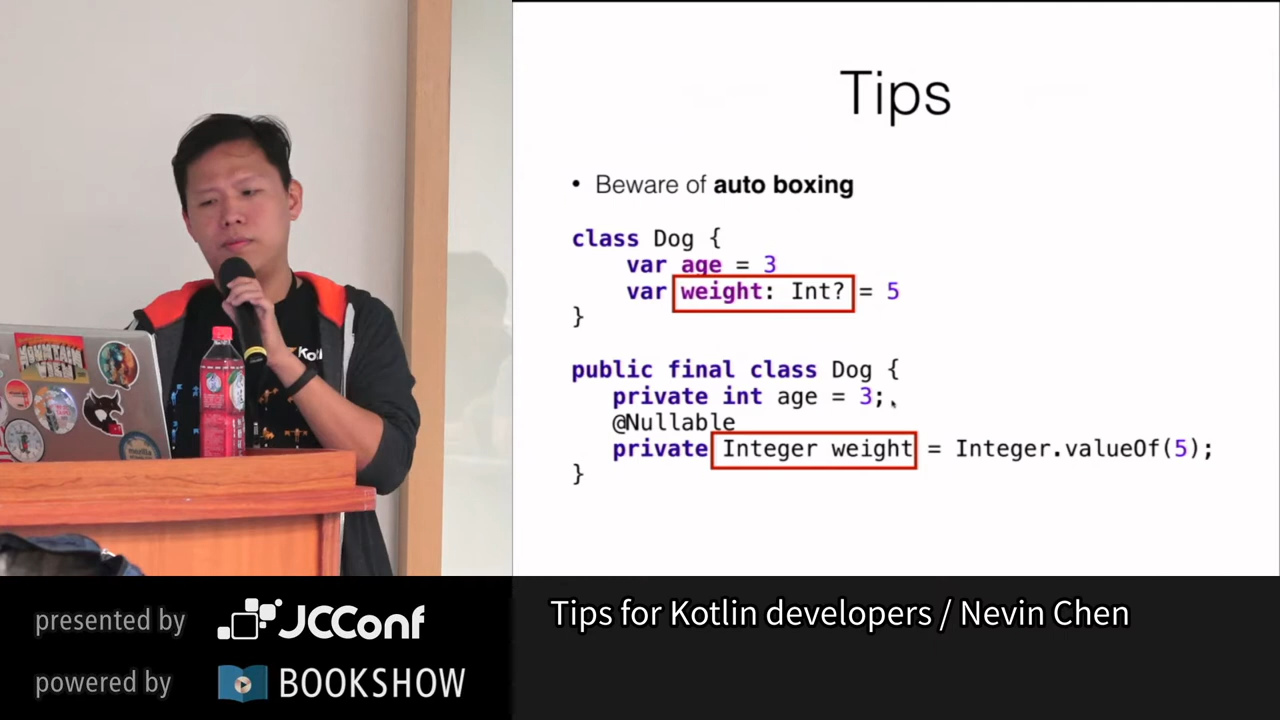 Tips
• Beware of auto boxing
class Dog {
var age = 3
var weight: Int? = 5
}
public final class Dog {
private int age = 3;
@Nullable
private Integer weight = Integer.valueOf(5);
}
MOUNTAIN VIEW
presented by JCConf
powered by BOOKSHOW
Tips for Kotlin developers / Nevin Chen